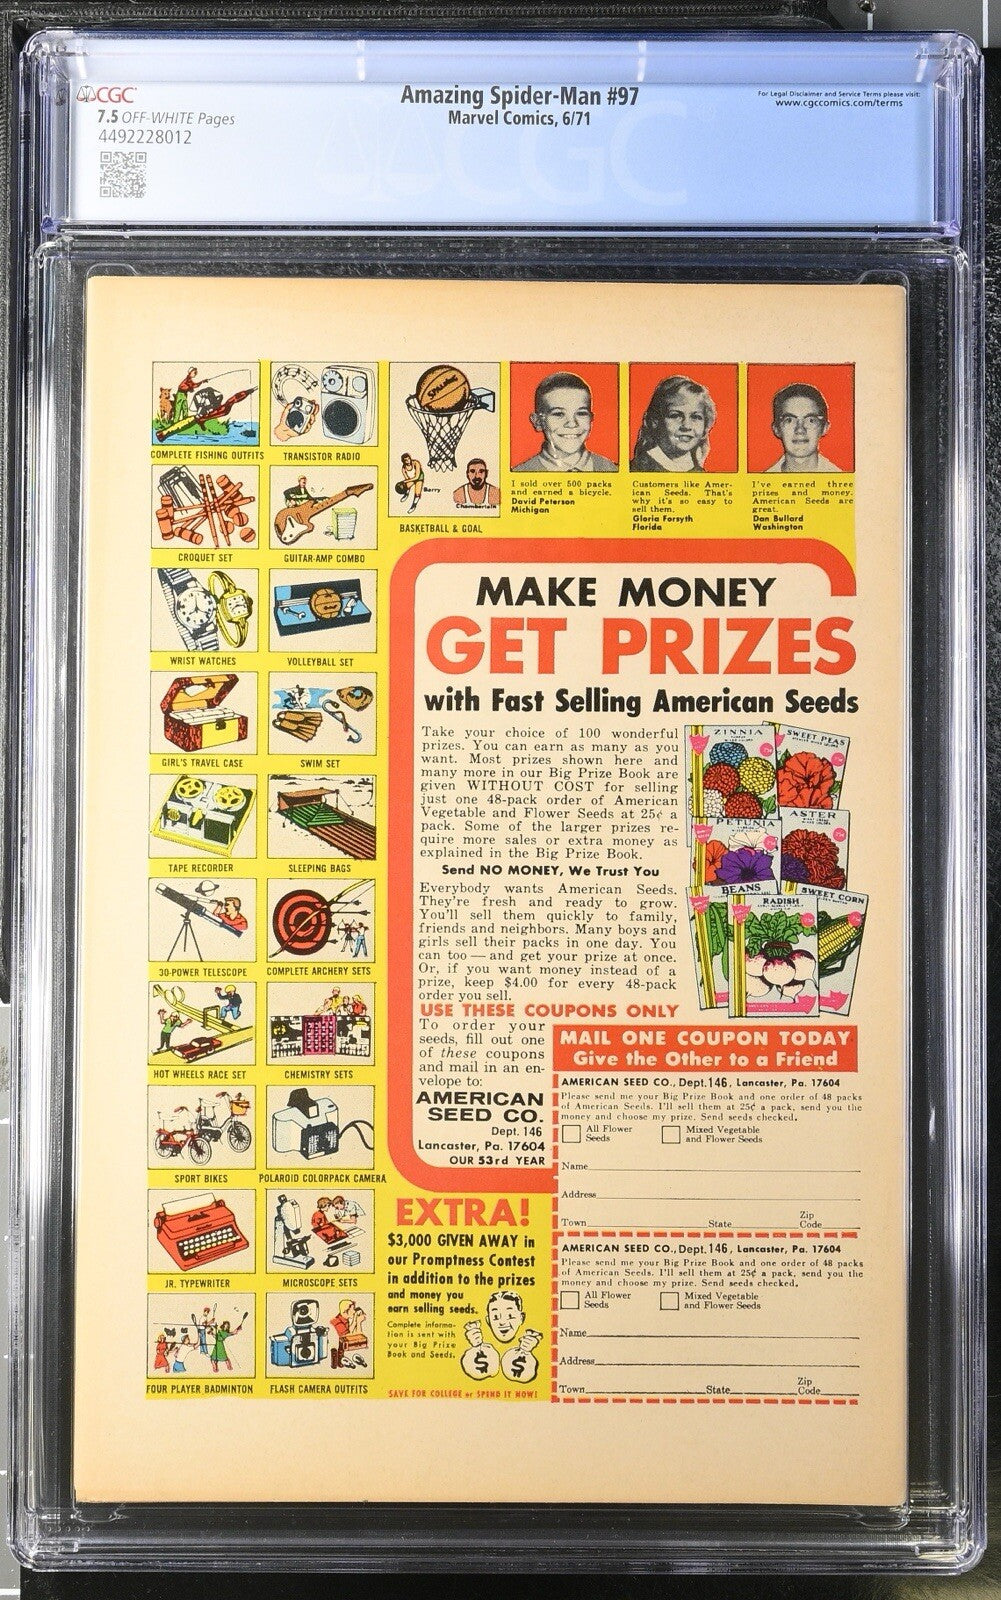 CGC
7.5 OFF-WHITE Pages
4492228012
Amazing Spider-Man #97
Marvel Comics, 6/71
For Legal Disclaimer and Service Terms please visit:
www.cgccomics.com/terms
CGC
COMPLETE FISHING OUTFITS
TRANSISTOR RADIO
SPALDING
Barry
Chamberlain
BASKETBALL & GOAL
I sold over 500 packs
and earned a bicycle.
David Peterson
Michigan
Customers like Amer-
ican Seeds. That's
why it's so easy to
sell them.
Gloria Forsyth
Florida
I've earned three
prizes and money.
American Seeds are
great.
Dan Bullard
Washington
CROQUET SET
GUITAR-AMP COMBO
WRIST WATCHES
VOLLEYBALL SET
GIRL'S TRAVEL CASE
SWIM SET
TAPE RECORDER
SLEEPING BAGS
30-POWER TELESCOPE
COMPLETE ARCHERY SETS
HOT WHEELS RACE SET
CHEMISTRY SETS
SPORT BIKES
POLAROID COLORPACK CAMERA
JR. TYPEWRITER
MICROSCOPE SETS
FOUR PLAYER BADMINTON
FLASH CAMERA OUTFITS
MAKE MONEY
GET PRIZES
with Fast Selling American Seeds
Take your choice of 100 wonderful
prizes. You can earn as many as you
want. Most prizes shown here and
many more in our Big Prize Book are
given WITHOUT COST for selling
just one 48-pack order of American
Vegetable and Flower Seeds at 25¢ a
pack. Some of the larger prizes re-
quire more sales or extra money as
explained in the Big Prize Book.
Send NO MONEY, We Trust You
Everybody wants American Seeds.
They're fresh and ready to grow.
You'll sell them quickly to family,
friends and neighbors. Many boys and
girls sell their packs in one day. You
can too — and get your prize at once.
Or, if you want money instead of a
prize, keep $4.00 for every 48-pack
order you sell.
ZINNIA
SWEET PEAS
PETUNIA
ASTER
BEANS
SWEET CORN
RADISH
USE THESE COUPONS ONLY
To order your
seeds, fill out one
of these coupons
and mail in an en-
velope to:
AMERICAN
SEED CO.
Dept. 146
Lancaster, Pa. 17604
OUR 53rd YEAR
MAIL ONE COUPON TODAY
Give the Other to a Friend
AMERICAN SEED CO., Dept. 146, Lancaster, Pa. 17604
Please send me your Big Prize Book and one order of 48 packs
of American Seeds. I'll sell them at 25¢ a pack, send you the
money and choose my prize. Send seeds checked.
All Flower
Seeds
Mixed Vegetable
and Flower Seeds
Name
Address
Town State Zip
Code
EXTRA!
$3,000 GIVEN AWAY in
our Promptness Contest
in addition to the prizes
and money you
earn selling seeds.
Complete informa-
tion is sent with
your Big Prize
Book and Seeds.
$ $
SAVE FOR COLLEGE or SPEND IT NOW!
AMERICAN SEED CO., Dept. 146, Lancaster, Pa. 17604
Please send me your Big Prize Book and one order of 48 packs
of American Seeds. I'll sell them at 25¢ a pack, send you the
money and choose my prize. Send seeds checked.
All Flower
Seeds
Mixed Vegetable
and Flower Seeds
Name
Address
Town State Zip
Code